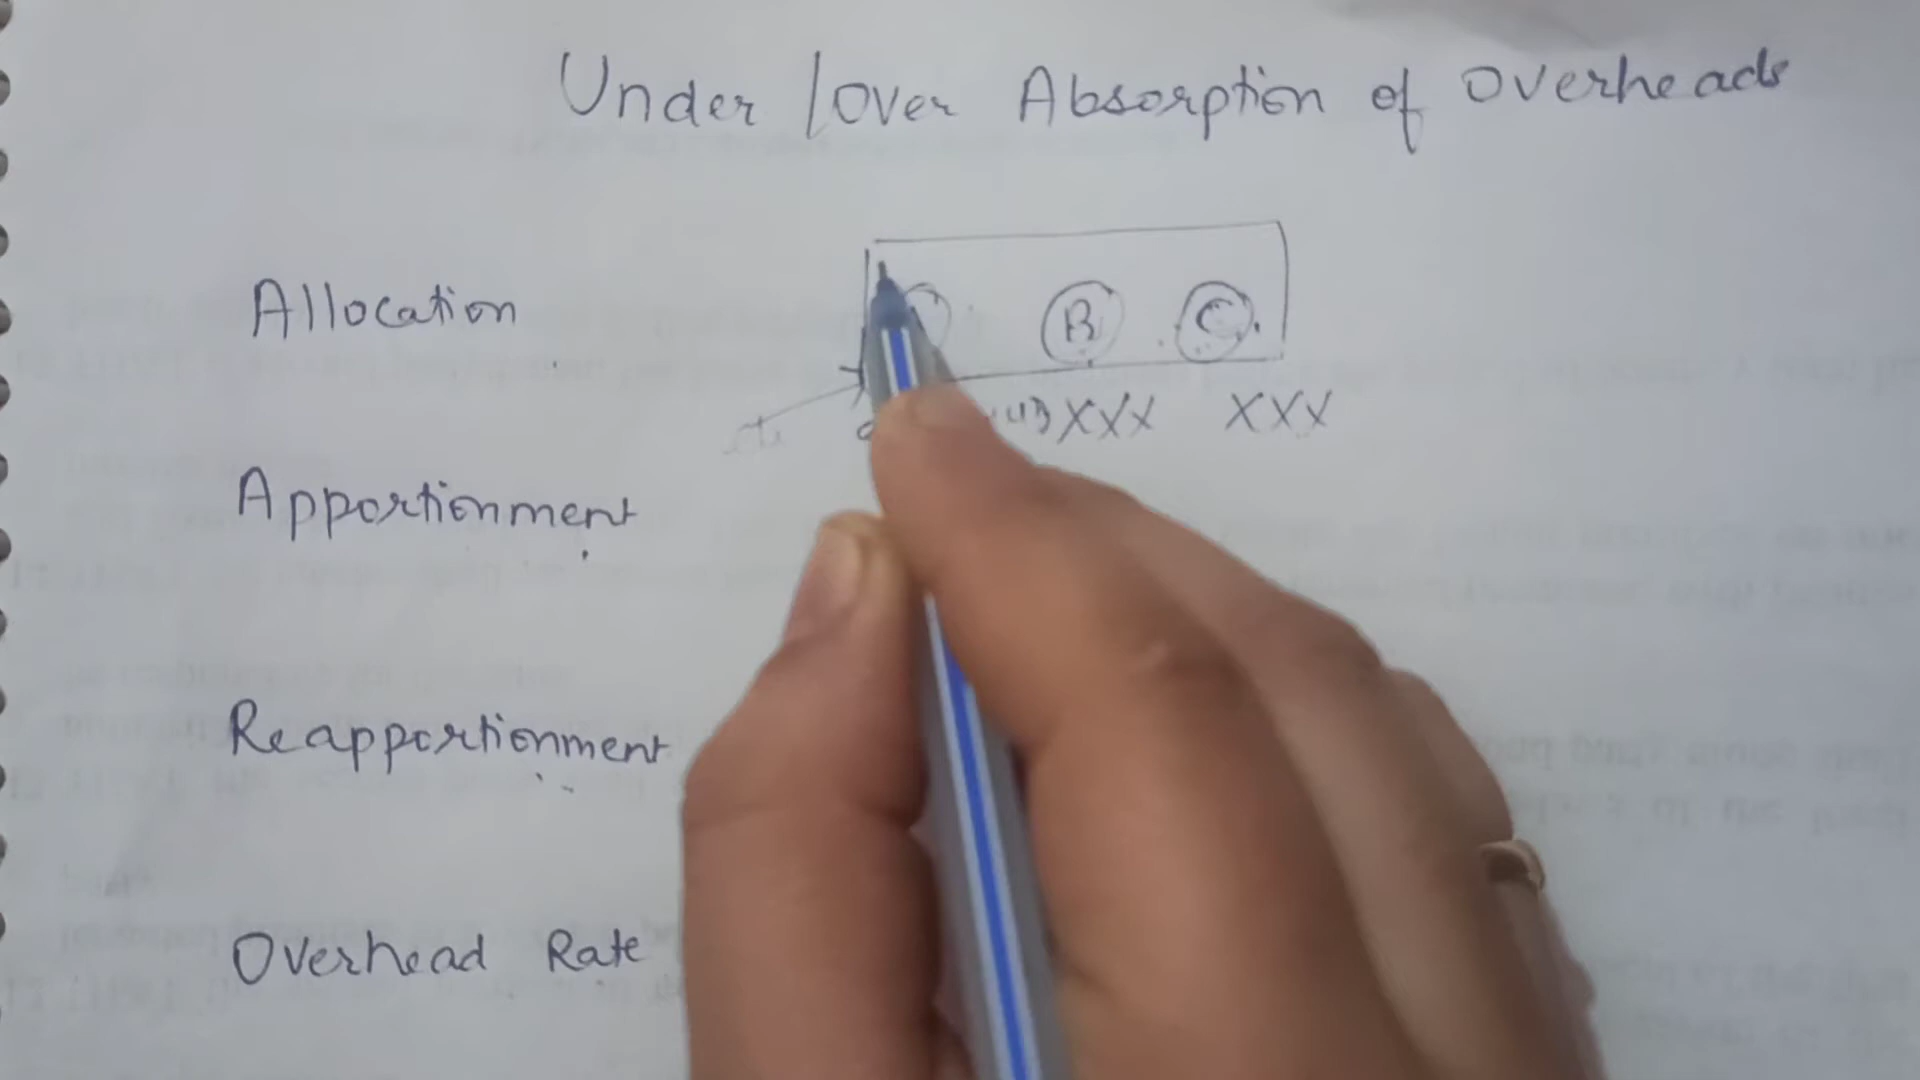 Under / over Absorption of overheads
Allocation
B C
XXX XXX
Apportionment
Reapportionment
Overhead Rate